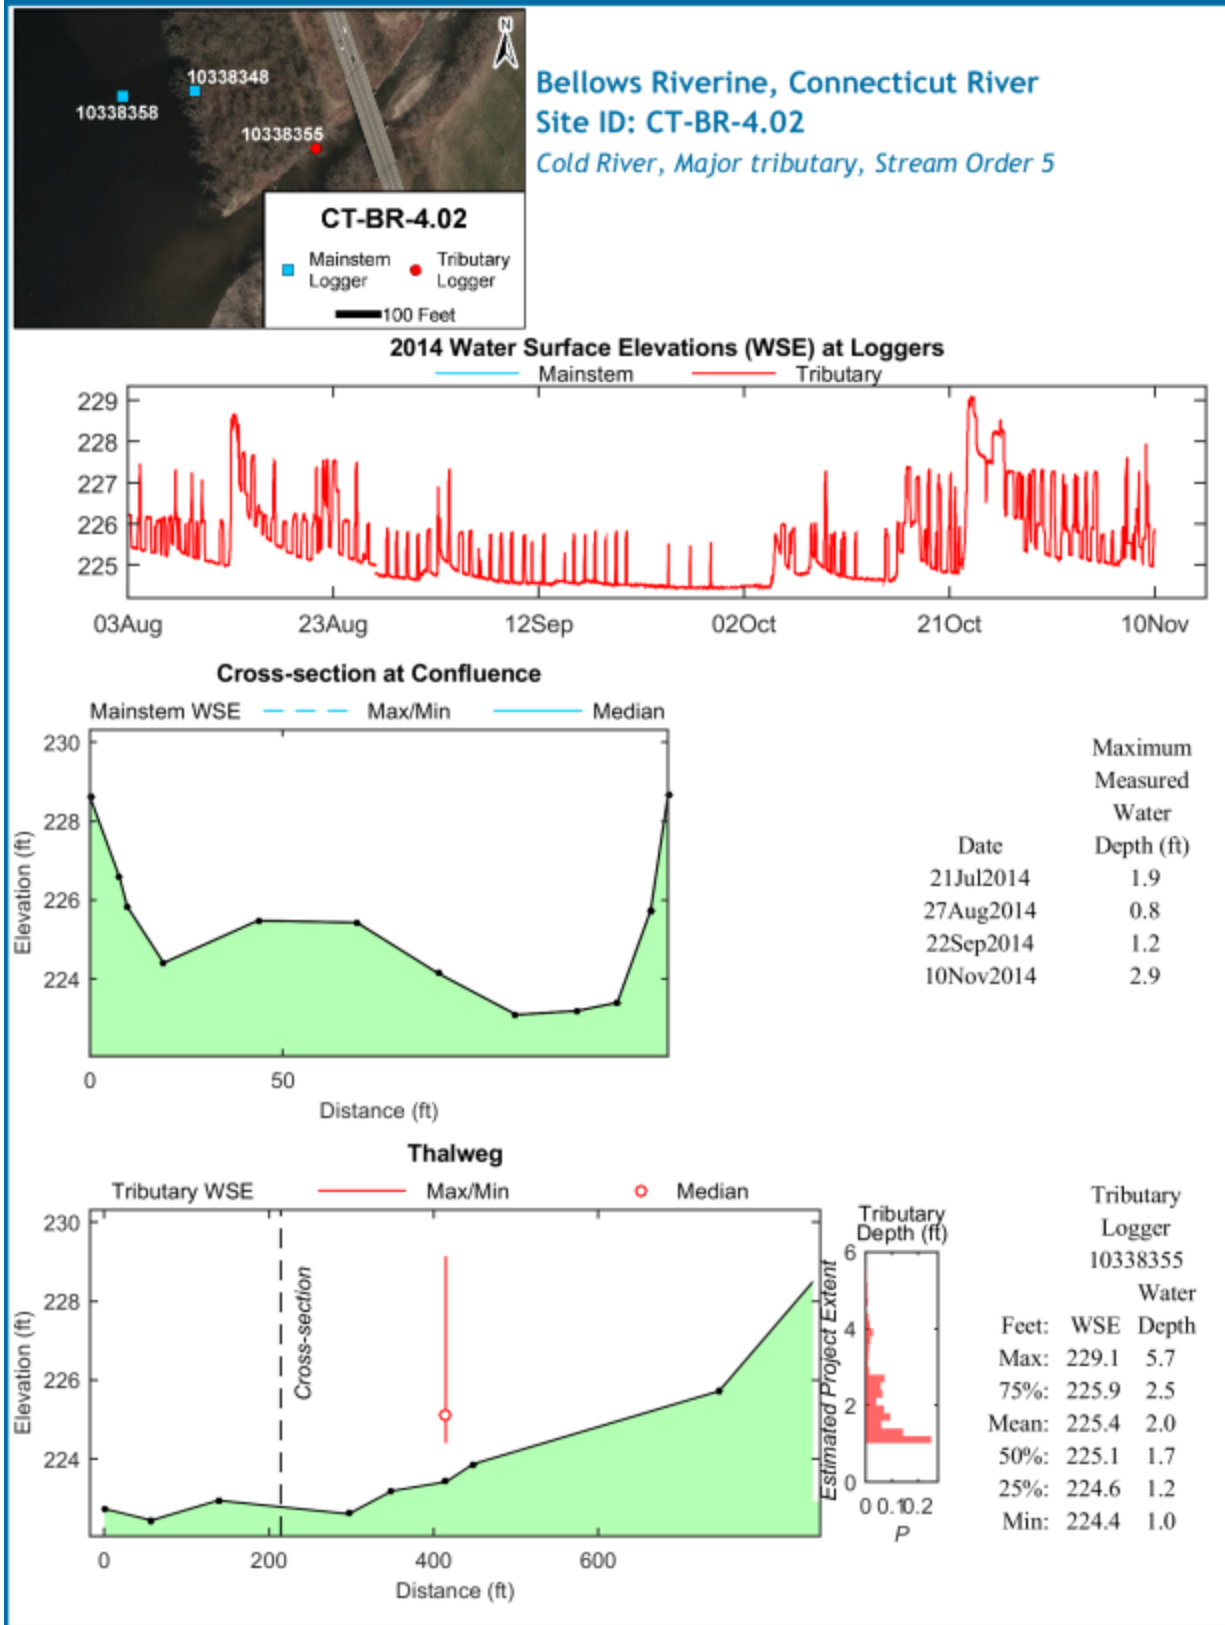 N
10338348
10338358
10338355
CT-BR-4.02
Mainstem Logger
Tributary Logger
100 Feet
Bellows Riverine, Connecticut River
Site ID: CT-BR-4.02
Cold River, Major tributary, Stream Order 5
2014 Water Surface Elevations (WSE) at Loggers
Mainstem Tributary
229
228
227
226
225
03Aug 23Aug 12Sep 02Oct 21Oct 10Nov
Cross-section at Confluence
Mainstem WSE Max/Min Median
230
228
226
224
Elevation (ft)
0 50
Distance (ft)
Maximum
Measured
Water
Date Depth (ft)
21Jul2014 1.9
27Aug2014 0.8
22Sep2014 1.2
10Nov2014 2.9
Thalweg
Tributary WSE Max/Min Median
230
228
226
224
Elevation (ft)
Cross-section
0 200 400 600
Distance (ft)
Estimated Project Extent
Tributary
Depth (ft)
6
4
2
0
0 0.1 0.2
P
Tributary
Logger
10338355
Water
Feet: WSE Depth
Max: 229.1 5.7
75%: 225.9 2.5
Mean: 225.4 2.0
50%: 225.1 1.7
25%: 224.6 1.2
Min: 224.4 1.0